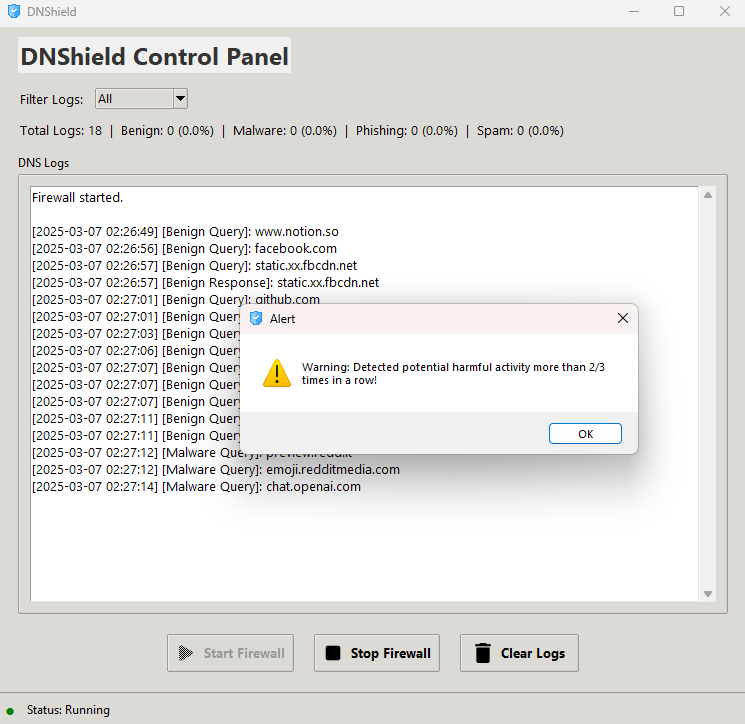 DNShield
DNShield Control Panel
Filter Logs: All
Total Logs: 18 | Benign: 0 (0.0%) | Malware: 0 (0.0%) | Phishing: 0 (0.0%) | Spam: 0 (0.0%)
DNS Logs
Firewall started.
[2025-03-07 02:26:49] [Benign Query]: www.notion.so
[2025-03-07 02:26:56] [Benign Query]: facebook.com
[2025-03-07 02:26:57] [Benign Query]: static.xx.fbcdn.net
[2025-03-07 02:26:57] [Benign Response]: static.xx.fbcdn.net
[2025-03-07 02:27:01] [Benign Query]: github.com
[2025-03-07 02:27:01] [Benign
[2025-03-07 02:27:03] [Benign
[2025-03-07 02:27:06] [Benign
[2025-03-07 02:27:07] [Benign
[2025-03-07 02:27:07] [Benign
[2025-03-07 02:27:07] [Benign
[2025-03-07 02:27:11] [Benign
[2025-03-07 02:27:11] [Benign
[2025-03-07 02:27:12] [Malware Query]: preview.redd.it
[2025-03-07 02:27:12] [Malware Query]: emoji.redditmedia.com
[2025-03-07 02:27:14] [Malware Query]: chat.openai.com
Alert
Warning: Detected potential harmful activity more than 2/3
times in a row!
OK
Start Firewall
Stop Firewall
Clear Logs
Status: Running